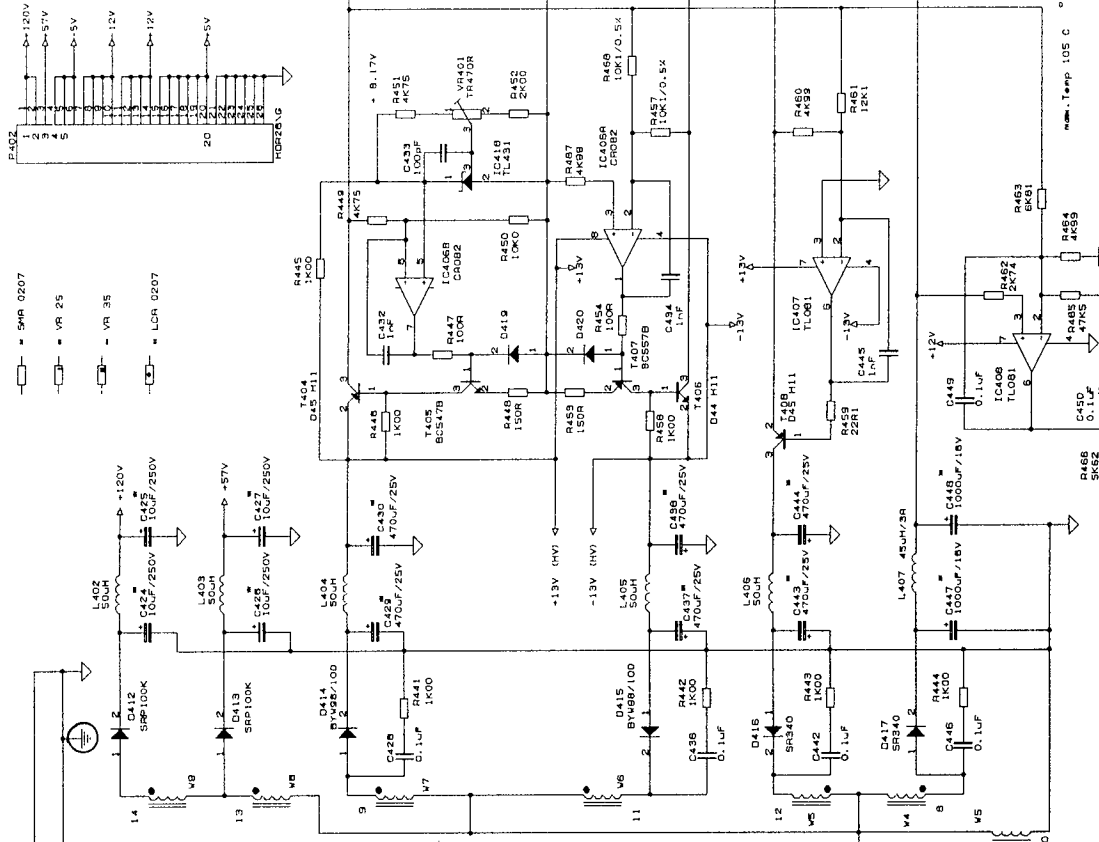 +120V
+57V
-5V
-12V
+12V
+5V
P402
1
2
3
4
5
20
HDR26\G
= SMA 0207
= VR 25
= VR 35
= LCA 0207
+ 8.17V
R451
4K75
VR401
TR470R
R452
2K00
C433
100pF
IC418
TL431
R449
4K75
R450
10K0
R445
1K00
IC406B
CA082
C432
1nF
R447
100R
D419
T404
D45 H11
R446
1K00
T405
BC547B
R448
150R
R468
10K1/0.5%
R457
10K1/0.5%
IC406A
CA082
R487
4K99
+13V
-13V
D420
R454
100R
C434
1nF
T407
BC557B
R453
150R
R458
1K00
T406
D44 H11
R460
4K99
R461
12K1
+13V
IC407
TL081
-13V
C445
1nF
T408
D45 H11
R459
22R1
max. Temp 105 C
R463
6K81
R464
4K99
R462
2K74
R465
47K5
+12V
C449
0.1uF
IC408
TL081
C450
0.1uF
R466
5K62
+120V
L402
50uH
C424
10uF/250V
C425
10uF/250V
+57V
L403
50uH
C426
10uF/250V
C427
10uF/250V
L404
50uH
C429
470uF/25V
C430
470uF/25V
+13V (HV)
-13V (HV)
L405
50uH
C437
470uF/25V
C438
470uF/25V
L406
50uH
C443
470uF/25V
C444
470uF/25V
L407 45uH/3A
C447
1000uF/16V
C448
1000uF/16V
D412
SRP100K
D413
SRP100K
D414
BYW98/100
R441
1K00
C428
0.1uF
D415
BYW98/100
R442
1K00
C436
0.1uF
D416
SR340
R443
1K00
C442
0.1uF
D417
SR340
R444
1K00
C446
0.1uF
14
W9
13
W8
9
W7
W6
11
12
W5
W4
8
W5